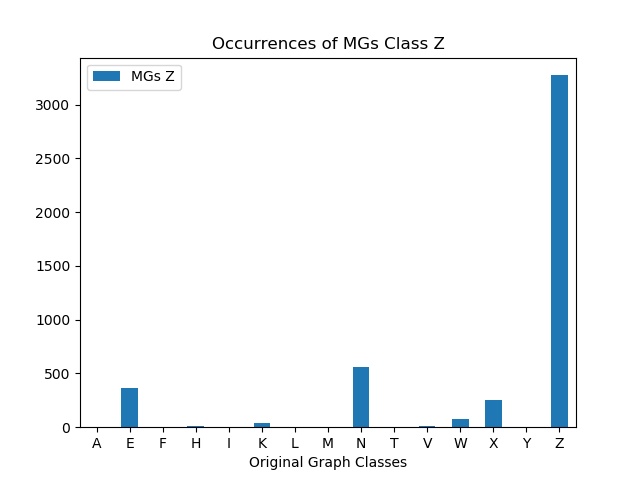 Occurrences of MGs Class Z
MGs Z
3000
2500
2000
1500
1000
500
0
A E F H I K L M N T V W X Y Z
Original Graph Classes